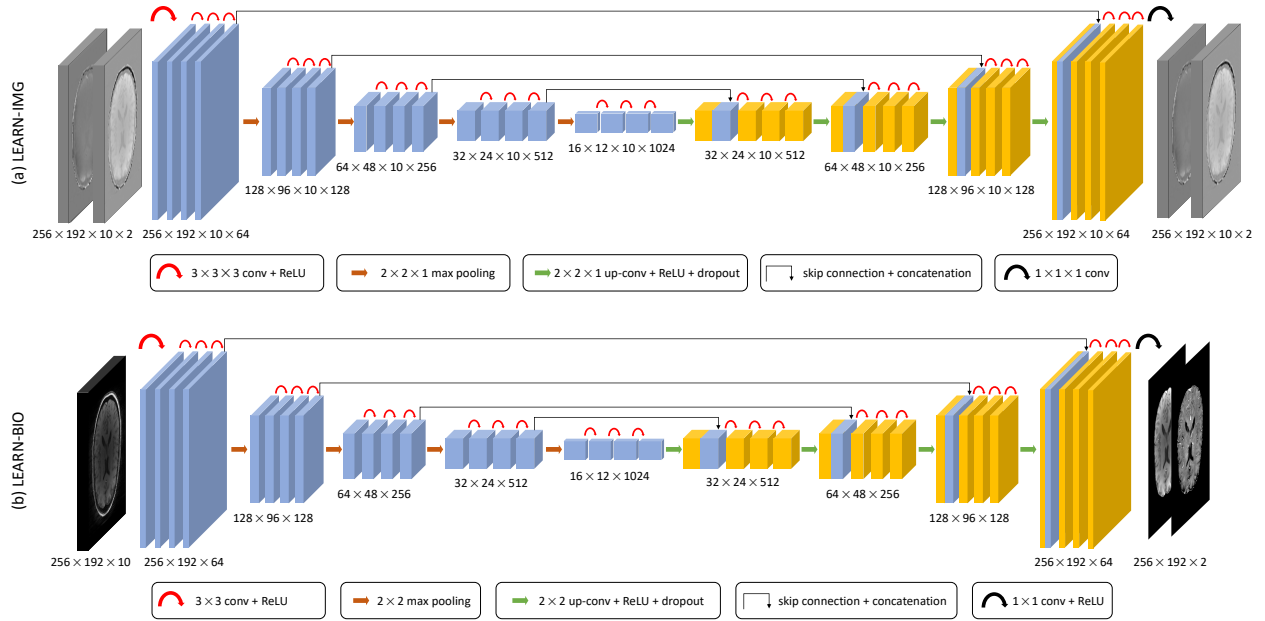 (a) LEARN-IMG
256 × 192 × 10 × 2
256 × 192 × 10 × 64
128 × 96 × 10 × 128
64 × 48 × 10 × 256
32 × 24 × 10 × 512
16 × 12 × 10 × 1024
32 × 24 × 10 × 512
64 × 48 × 10 × 256
128 × 96 × 10 × 128
256 × 192 × 10 × 64
256 × 192 × 10 × 2
3 × 3 × 3 conv + ReLU
2 × 2 × 1 max pooling
2 × 2 × 1 up-conv + ReLU + dropout
skip connection + concatenation
1 × 1 × 1 conv
(b) LEARN-BIO
256 × 192 × 10
256 × 192 × 64
128 × 96 × 128
64 × 48 × 256
32 × 24 × 512
16 × 12 × 1024
32 × 24 × 512
64 × 48 × 256
128 × 96 × 128
256 × 192 × 64
256 × 192 × 2
3 × 3 conv + ReLU
2 × 2 max pooling
2 × 2 up-conv + ReLU + dropout
skip connection + concatenation
1 × 1 conv + ReLU